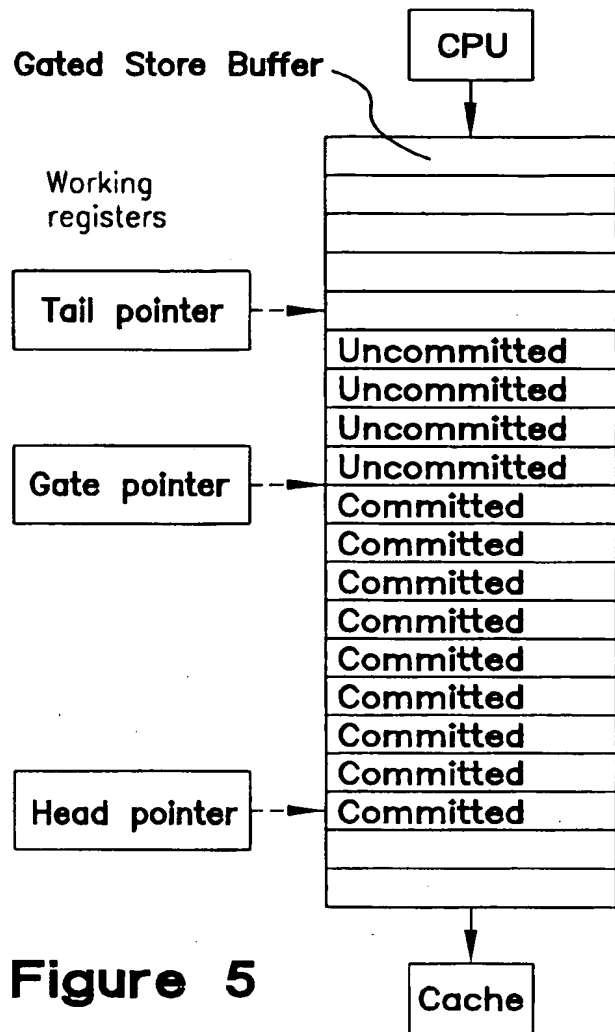 CPU
Gated Store Buffer
Working
registers
Tail pointer
Uncommitted
Uncommitted
Uncommitted
Uncommitted
Gate pointer
Committed
Committed
Committed
Committed
Committed
Committed
Committed
Committed
Head pointer
Committed
Figure 5
Cache